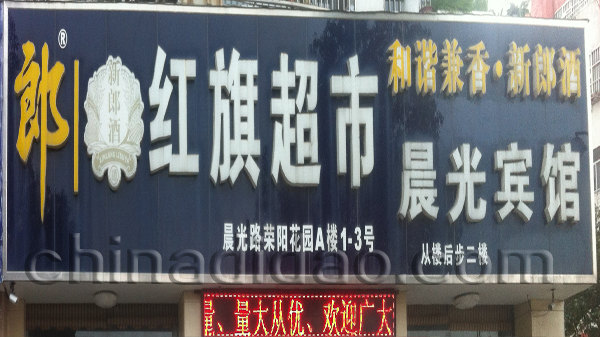 郎®
新郎酒
红旗超市
和谐兼香·新郎酒
晨光宾馆
晨光路荣阳花园A楼1-3号
从楼后步二楼
chinadidao.com
量、量大从优、欢迎广大